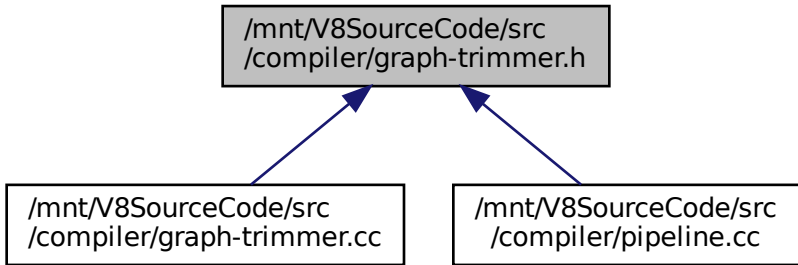 /mnt/V8SourceCode/src
/compiler/graph-trimmer.h
/mnt/V8SourceCode/src
/compiler/graph-trimmer.cc
/mnt/V8SourceCode/src
/compiler/pipeline.cc